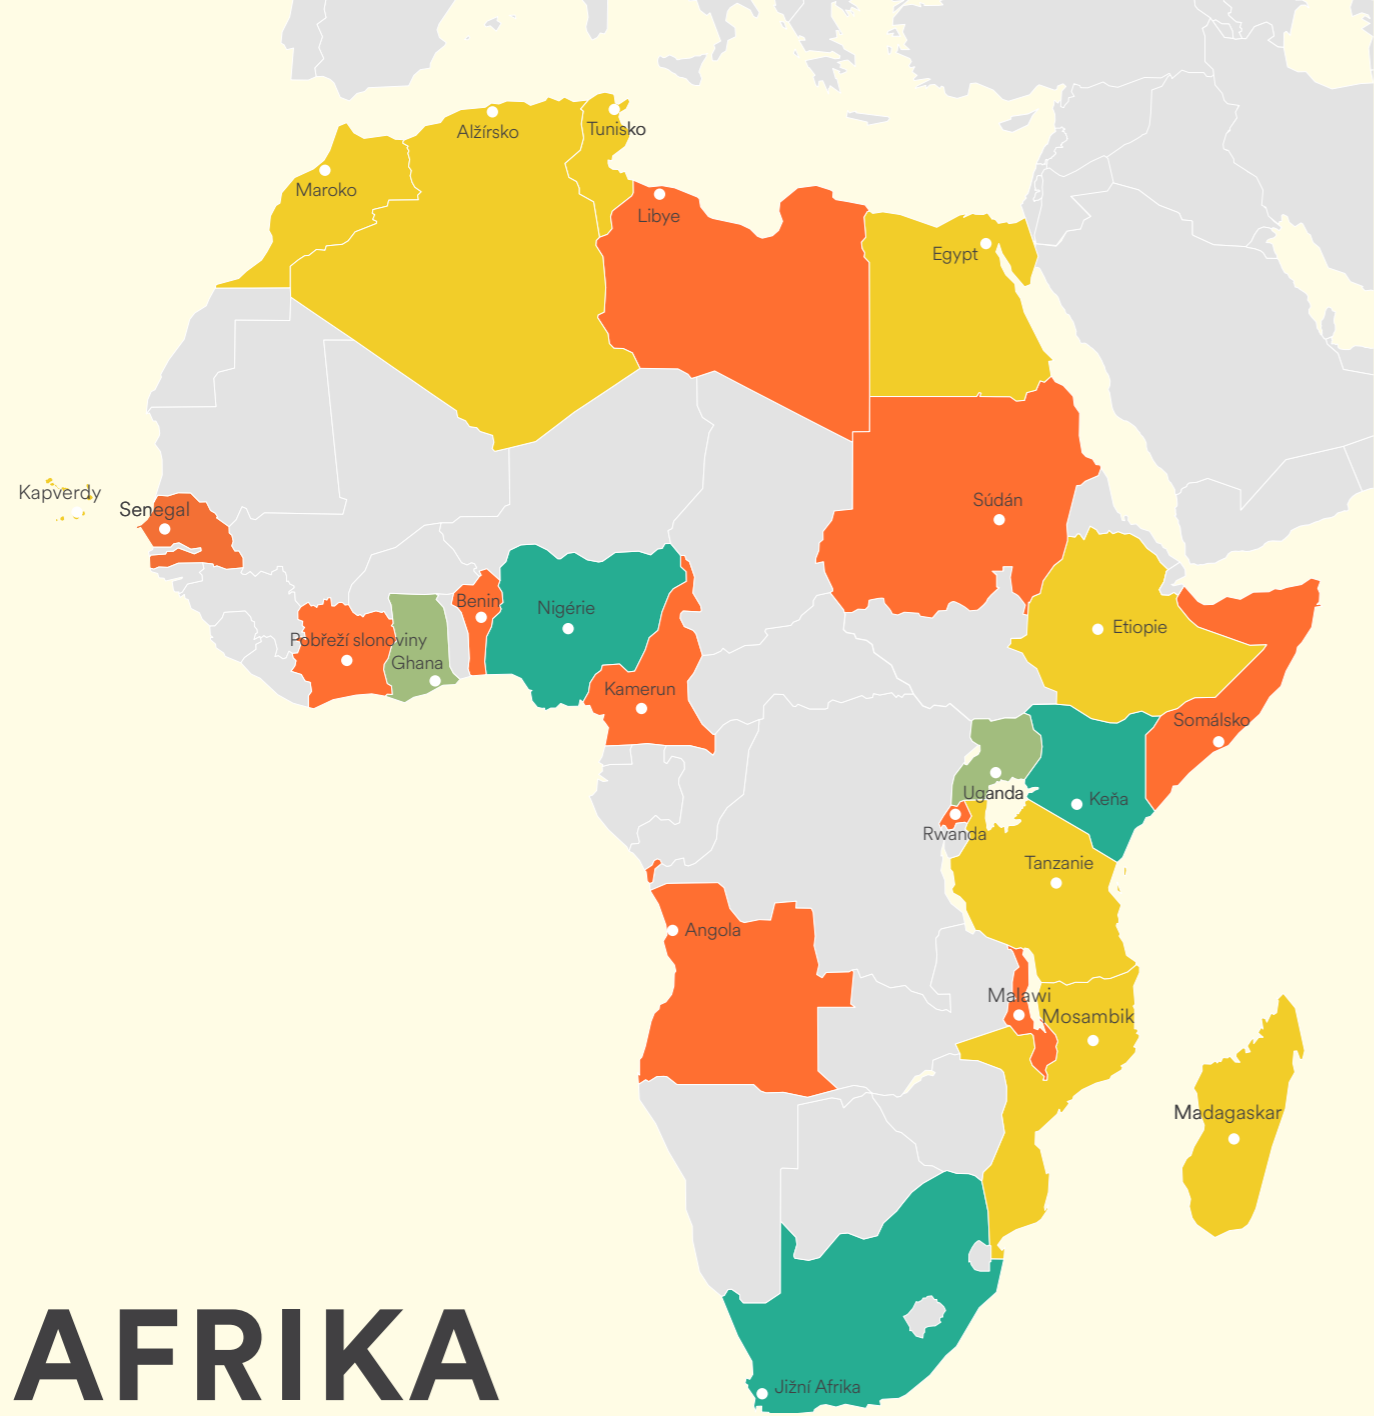 Alžírsko
Tunisko
Maroko
Libye
Egypt
Kapverdy
Senegal
Súdán
Benin
Nigérie
Etiopie
Pobřeží slonoviny
Ghana
Kamerun
Somálsko
Uganda
Keňa
Rwanda
Tanzanie
Angola
Malawi
Mosambik
Madagaskar
Jižní Afrika
AFRIKA